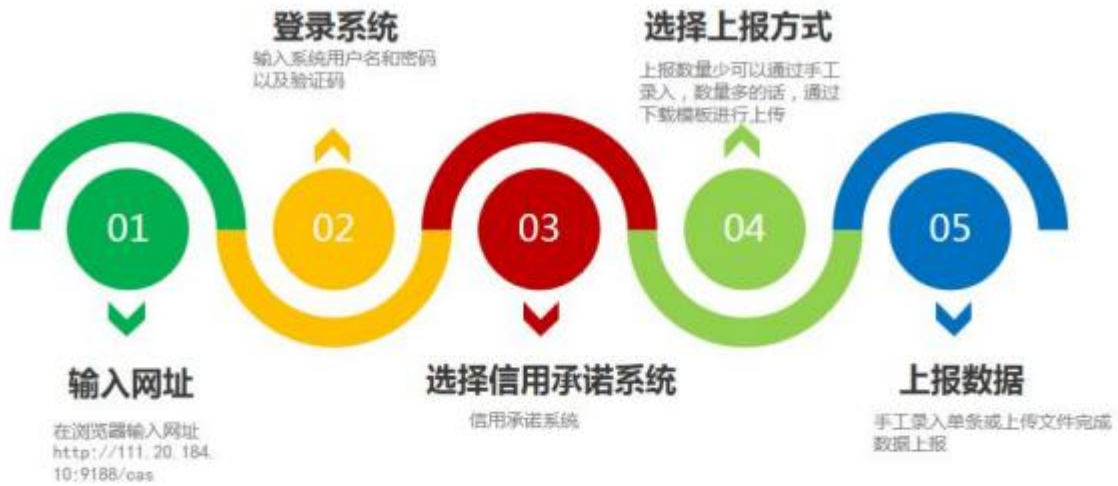 登录系统
输入系统用户名和密码
以及验证码
选择上报方式
上报数量少可以通过手工
录入，数量多的话，通过
下载模板进行上传
01
02
03
04
05
输入网址
在浏览器输入网址
http://111.20.184.
10:9188/cas
选择信用承诺系统
信用承诺系统
上报数据
手工录入单条或上传文件完成
数据上报